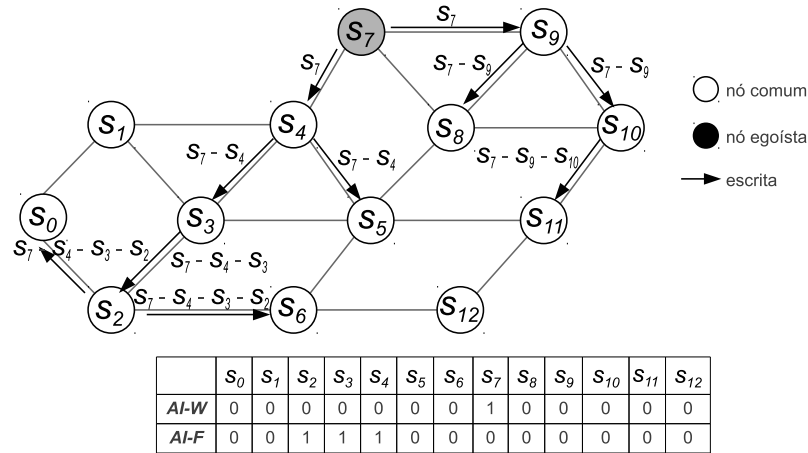 S7
S7
S9
S7
S7 - S9
S7 - S9
nó comum
S1
S4
S8
S10
nó egoísta
S7 - S4
S7 - S4
S7 - S9 - S10
escrita
S0
S3
S5
S11
S7 S4 - S3 - S2
S7 - S4 - S3
S7 - S4 - S3 - S2
S2
S6
S12
S0 S1 S2 S3 S4 S5 S6 S7 S8 S9 S10 S11 S12
AI-W 0 0 0 0 0 0 0 1 0 0 0 0 0
AI-F 0 0 1 1 1 0 0 0 0 0 0 0 0